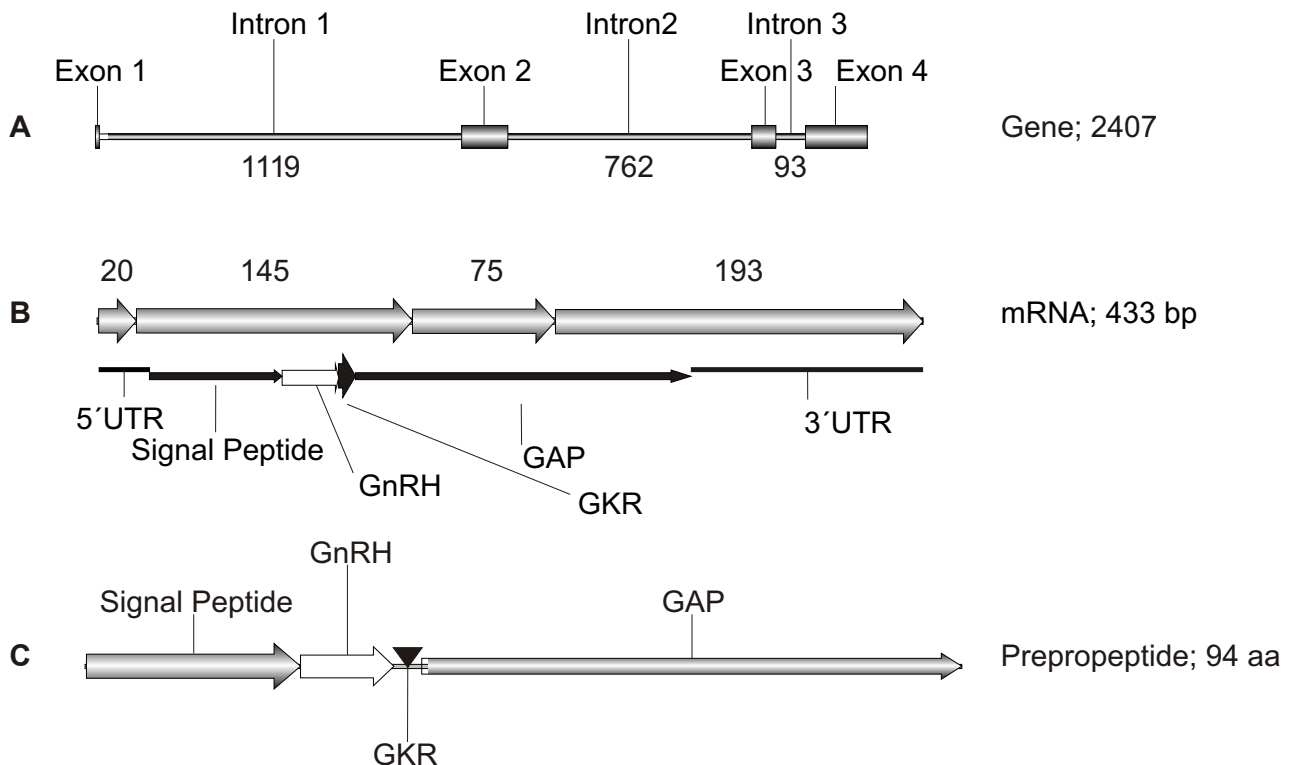 Intron 1 Intron2 Intron 3
Exon 1 Exon 2 Exon 3 Exon 4
A Gene; 2407
1119 762 93
20 145 75 193
B mRNA; 433 bp
5´UTR 3´UTR
Signal Peptide GAP
GnRH GKR
GnRH
Signal Peptide GAP
C Prepropeptide; 94 aa
GKR